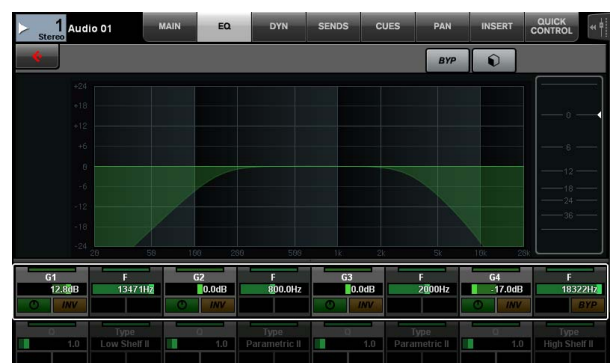 1 Audio 01 MAIN EQ DYN SENDS CUES PAN INSERT QUICK CONTROL
Stereo
BYP
+24
+18
+12
+6
0
-6
-12
-18
-24
20 50 100 200 500 1k 2k 5k 10k 20k
0
6
12
18
24
36
G1 F G2 F G3 F G4 F
12.8dB 13471Hz 0.0dB 800.0Hz 0.0dB 2000Hz -17.0dB 18322Hz
INV INV INV INV BYP
Q Type Q Type Q Type Q Type
1.0 Low Shelf II 1.0 Parametric II 1.0 Parametric II 1.0 High Shelf II